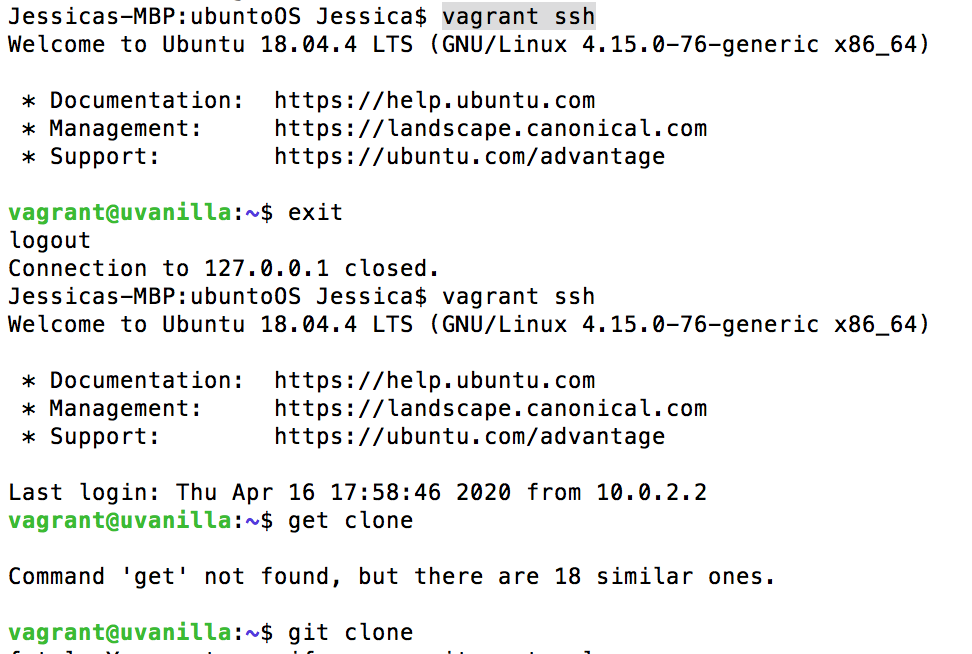 Jessicas-MBP:ubuntoOS Jessica$ vagrant ssh
Welcome to Ubuntu 18.04.4 LTS (GNU/Linux 4.15.0-76-generic x86_64)
* Documentation: https://help.ubuntu.com
* Management: https://landscape.canonical.com
* Support: https://ubuntu.com/advantage
vagrant@uvanilla:~$ exit
logout
Connection to 127.0.0.1 closed.
Jessicas-MBP:ubuntoOS Jessica$ vagrant ssh
Welcome to Ubuntu 18.04.4 LTS (GNU/Linux 4.15.0-76-generic x86_64)
* Documentation: https://help.ubuntu.com
* Management: https://landscape.canonical.com
* Support: https://ubuntu.com/advantage
Last login: Thu Apr 16 17:58:46 2020 from 10.0.2.2
vagrant@uvanilla:~$ get clone
Command 'get' not found, but there are 18 similar ones.
vagrant@uvanilla:~$ git clone